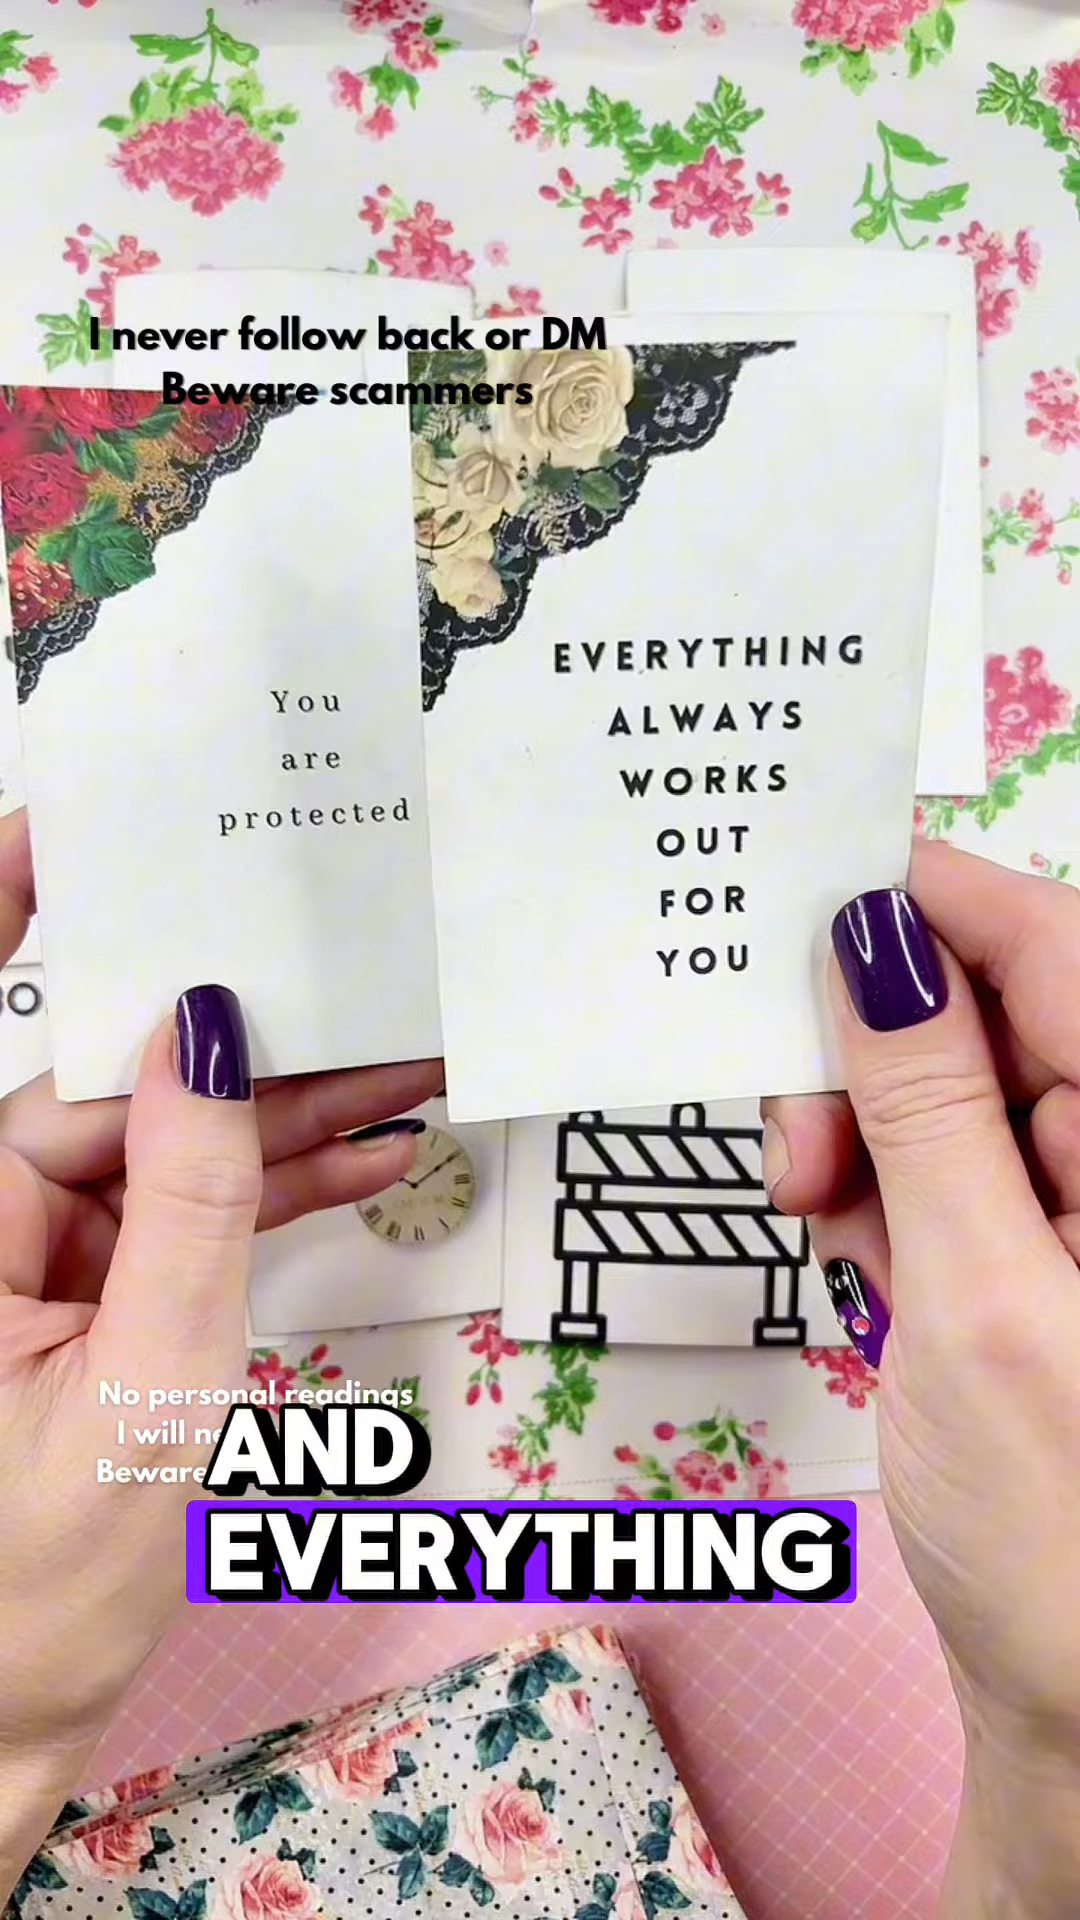 I never follow back or DM
Beware scammers
You
are
protected
EVERYTHING
ALWAYS
WORKS
OUT
FOR
YOU
No personal readings
I will
Beware
AND
EVERYTHING